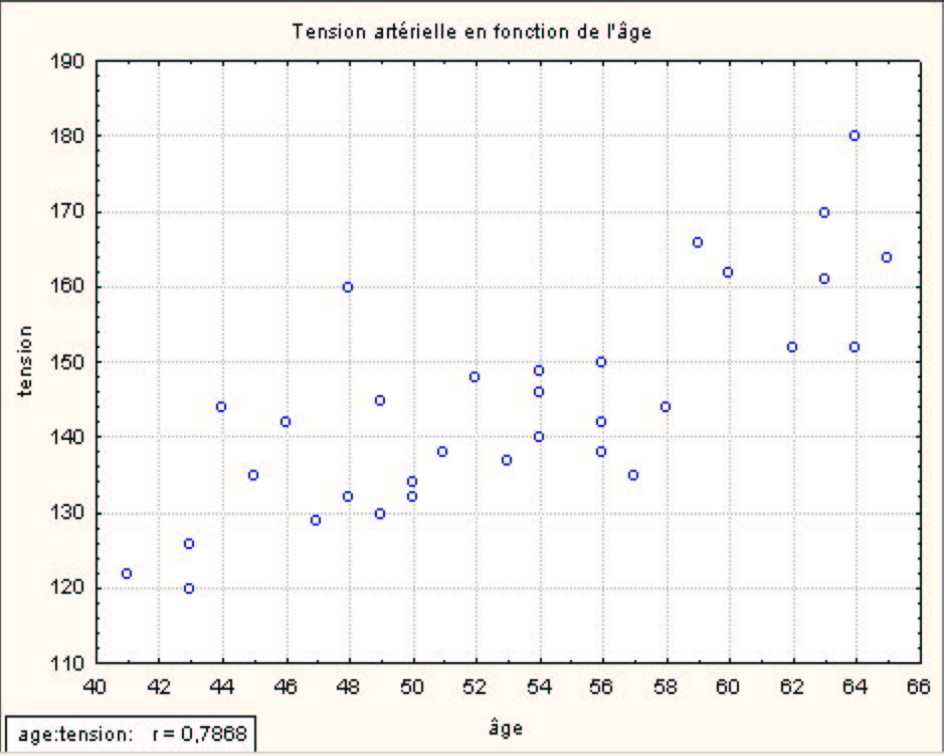 Tension artérielle en fonction de l'âge
190
180
170
160
150
140
130
120
110
tension
40 42 44 46 48 50 52 54 56 58 60 62 64 66
âge
age:tension: r = 0,7868